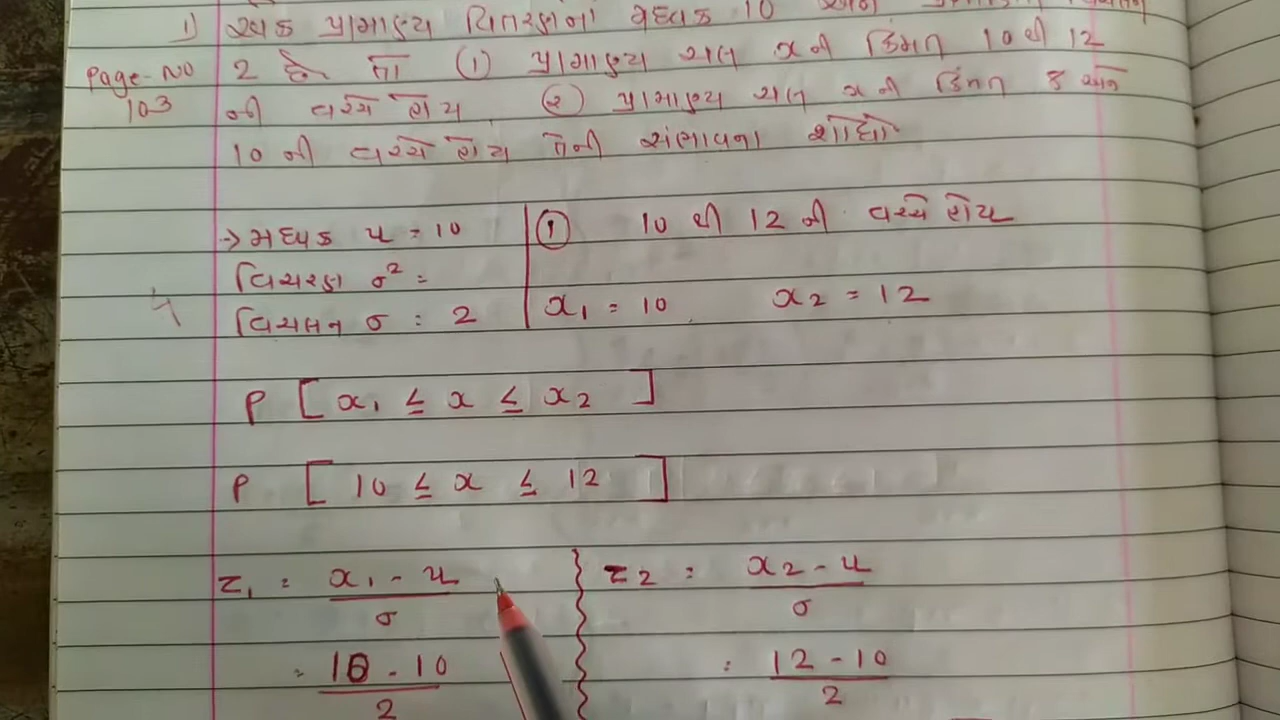 1) એક પ્રામાણ્ય વિતરણનો મધ્યક 10 અને
Page-NO 2 છે તો (1) પ્રામાણ્ય ચલ x ની કિંમત 10 થી 12
103 ની વચ્ચે હોય (૨) પ્રામાણ્ય ચલ x ની કિંમત 8 અને
10 ની વચ્ચે હોય તેની સંભાવના શોધો
→ મધ્યક μ = 10
વિચરણ σ² =
વિચલન σ : 2
① 10 થી 12 ની વચ્ચે હોય
x₁ = 10 x₂ = 12
P [ x₁ ≤ x ≤ x₂ ]
P [ 10 ≤ x ≤ 12 ]
z₁ = x₁ - μ z₂ = x₂ - μ
σ σ
= 10 - 10 : 12 - 10
2 2